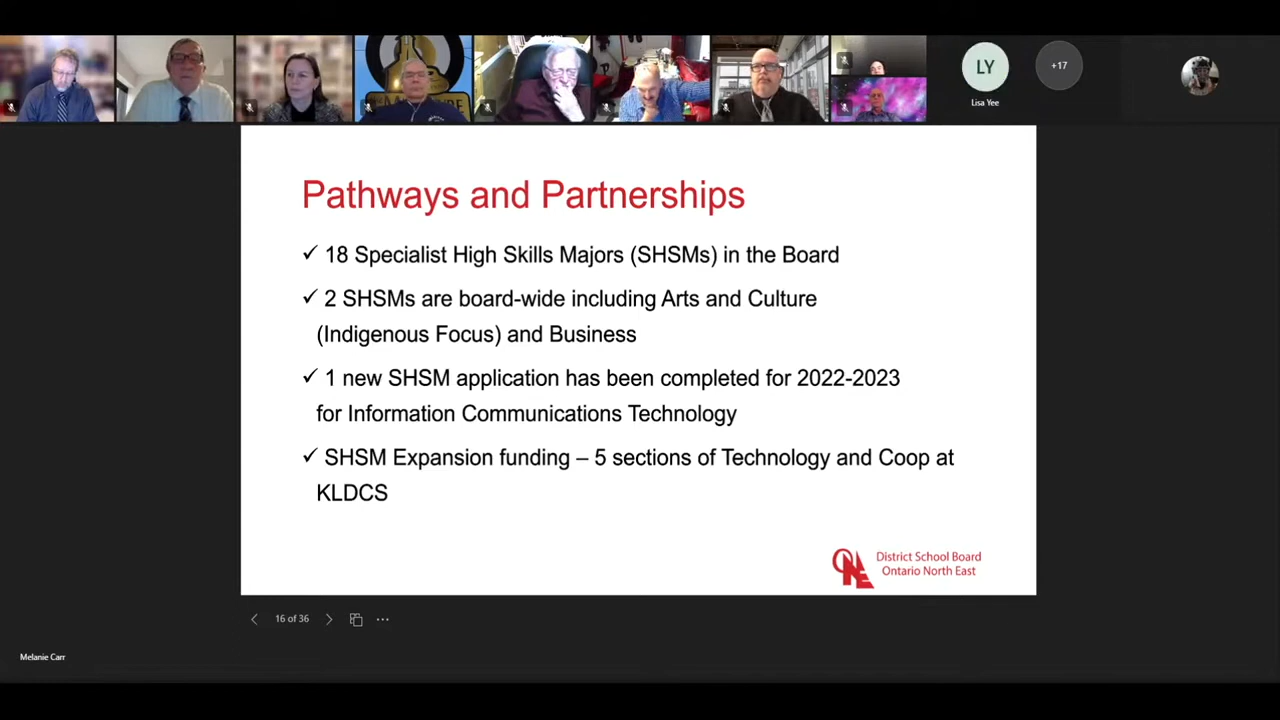 LY
+17
Lisa Yee
Pathways and Partnerships
✓ 18 Specialist High Skills Majors (SHSMs) in the Board
✓ 2 SHSMs are board-wide including Arts and Culture
(Indigenous Focus) and Business
✓ 1 new SHSM application has been completed for 2022-2023
for Information Communications Technology
✓ SHSM Expansion funding – 5 sections of Technology and Coop at
KLDCS
District School Board
Ontario North East
16 of 36
Melanie Carr